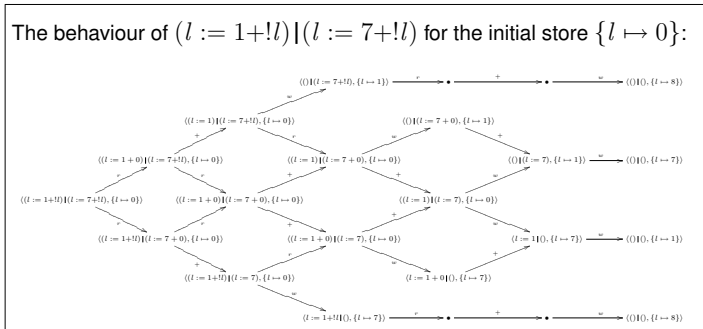 The behaviour of (l := 1+!l)|(l := 7+!l) for the initial store {l ↦ 0}:
⟨()|(l := 7+!l), {l ↦ 1}⟩ r • + • w ⟨()|(), {l ↦ 8}⟩
w
⟨(l := 1)|(l := 7+!l), {l ↦ 0}⟩ ⟨()|(l := 7 + 0), {l ↦ 1}⟩
+ r w +
⟨(l := 1 + 0)|(l := 7+!l), {l ↦ 0}⟩ ⟨(l := 1)|(l := 7 + 0), {l ↦ 0}⟩ ⟨()|(l := 7), {l ↦ 1}⟩ w ⟨()|(), {l ↦ 7}⟩
r r + + w
⟨(l := 1+!l)|(l := 7+!l), {l ↦ 0}⟩ ⟨(l := 1 + 0)|(l := 7 + 0), {l ↦ 0}⟩ ⟨(l := 1)|(l := 7), {l ↦ 0}⟩
r r + + w
⟨(l := 1+!l)|(l := 7 + 0), {l ↦ 0}⟩ ⟨(l := 1 + 0)|(l := 7), {l ↦ 0}⟩ ⟨l := 1|(), {l ↦ 7}⟩ w ⟨()|(), {l ↦ 1}⟩
+ r w +
⟨(l := 1+!l)|(l := 7), {l ↦ 0}⟩ ⟨l := 1 + 0|(), {l ↦ 7}⟩
w
⟨l := 1+!l|(), {l ↦ 7}⟩ r • + • w ⟨()|(), {l ↦ 8}⟩